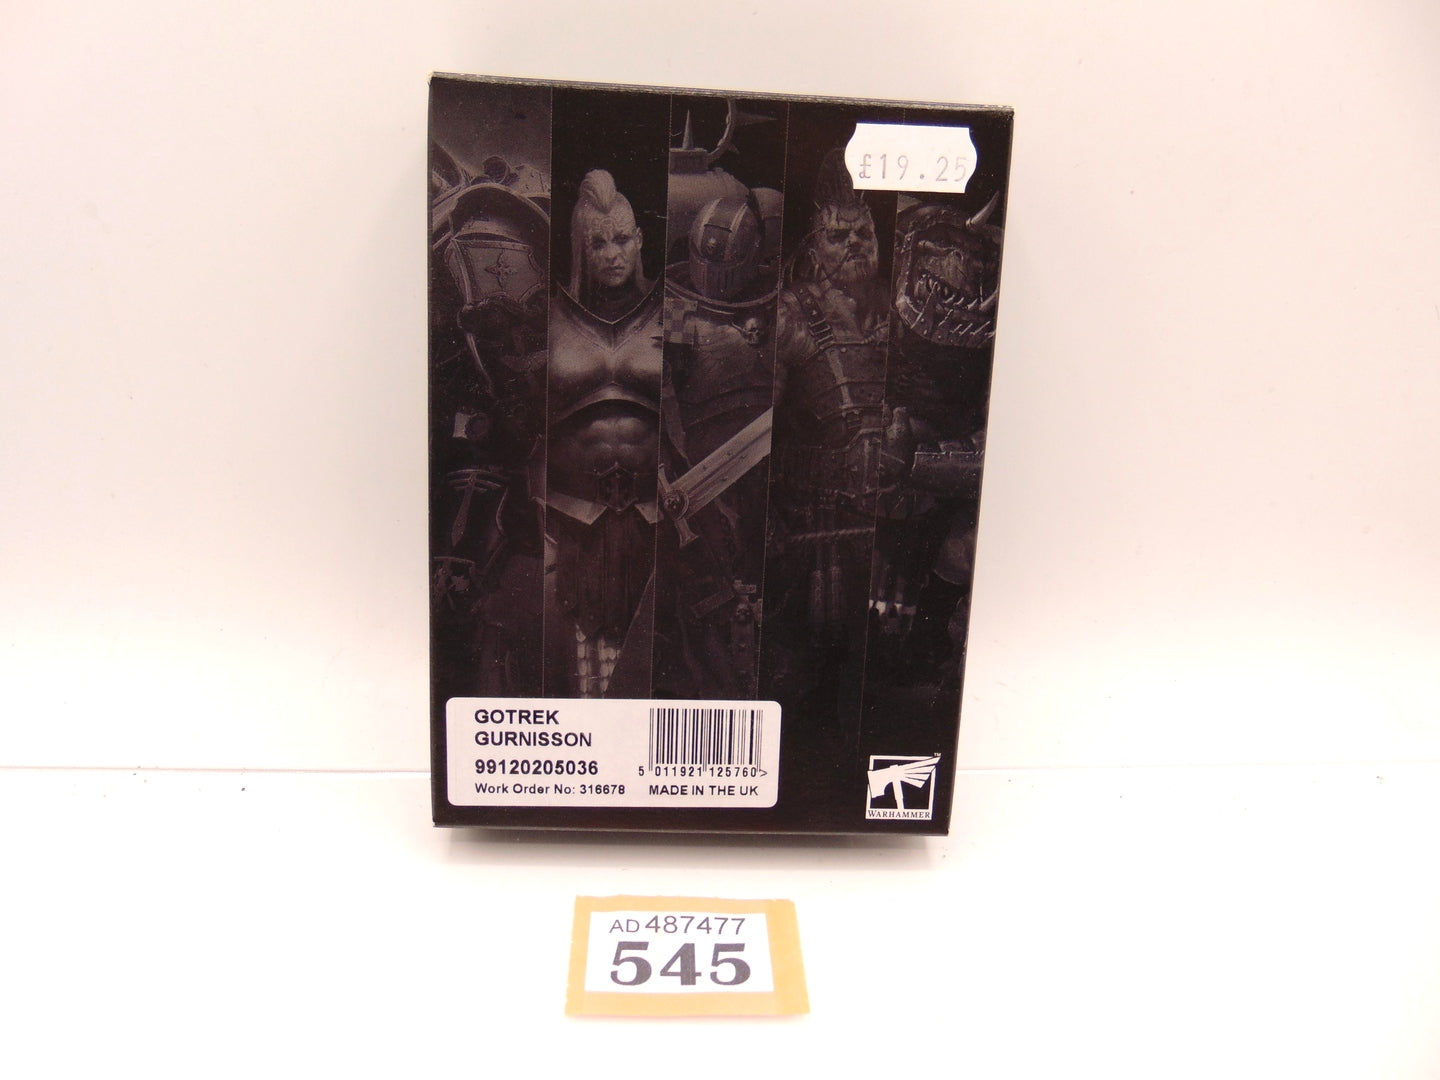 £19.25
GOTREK
GURNISSON
99120205036
Work Order No: 316678
5 011921 125760 >
MADE IN THE UK
WARHAMMER
™
AD 487477
545